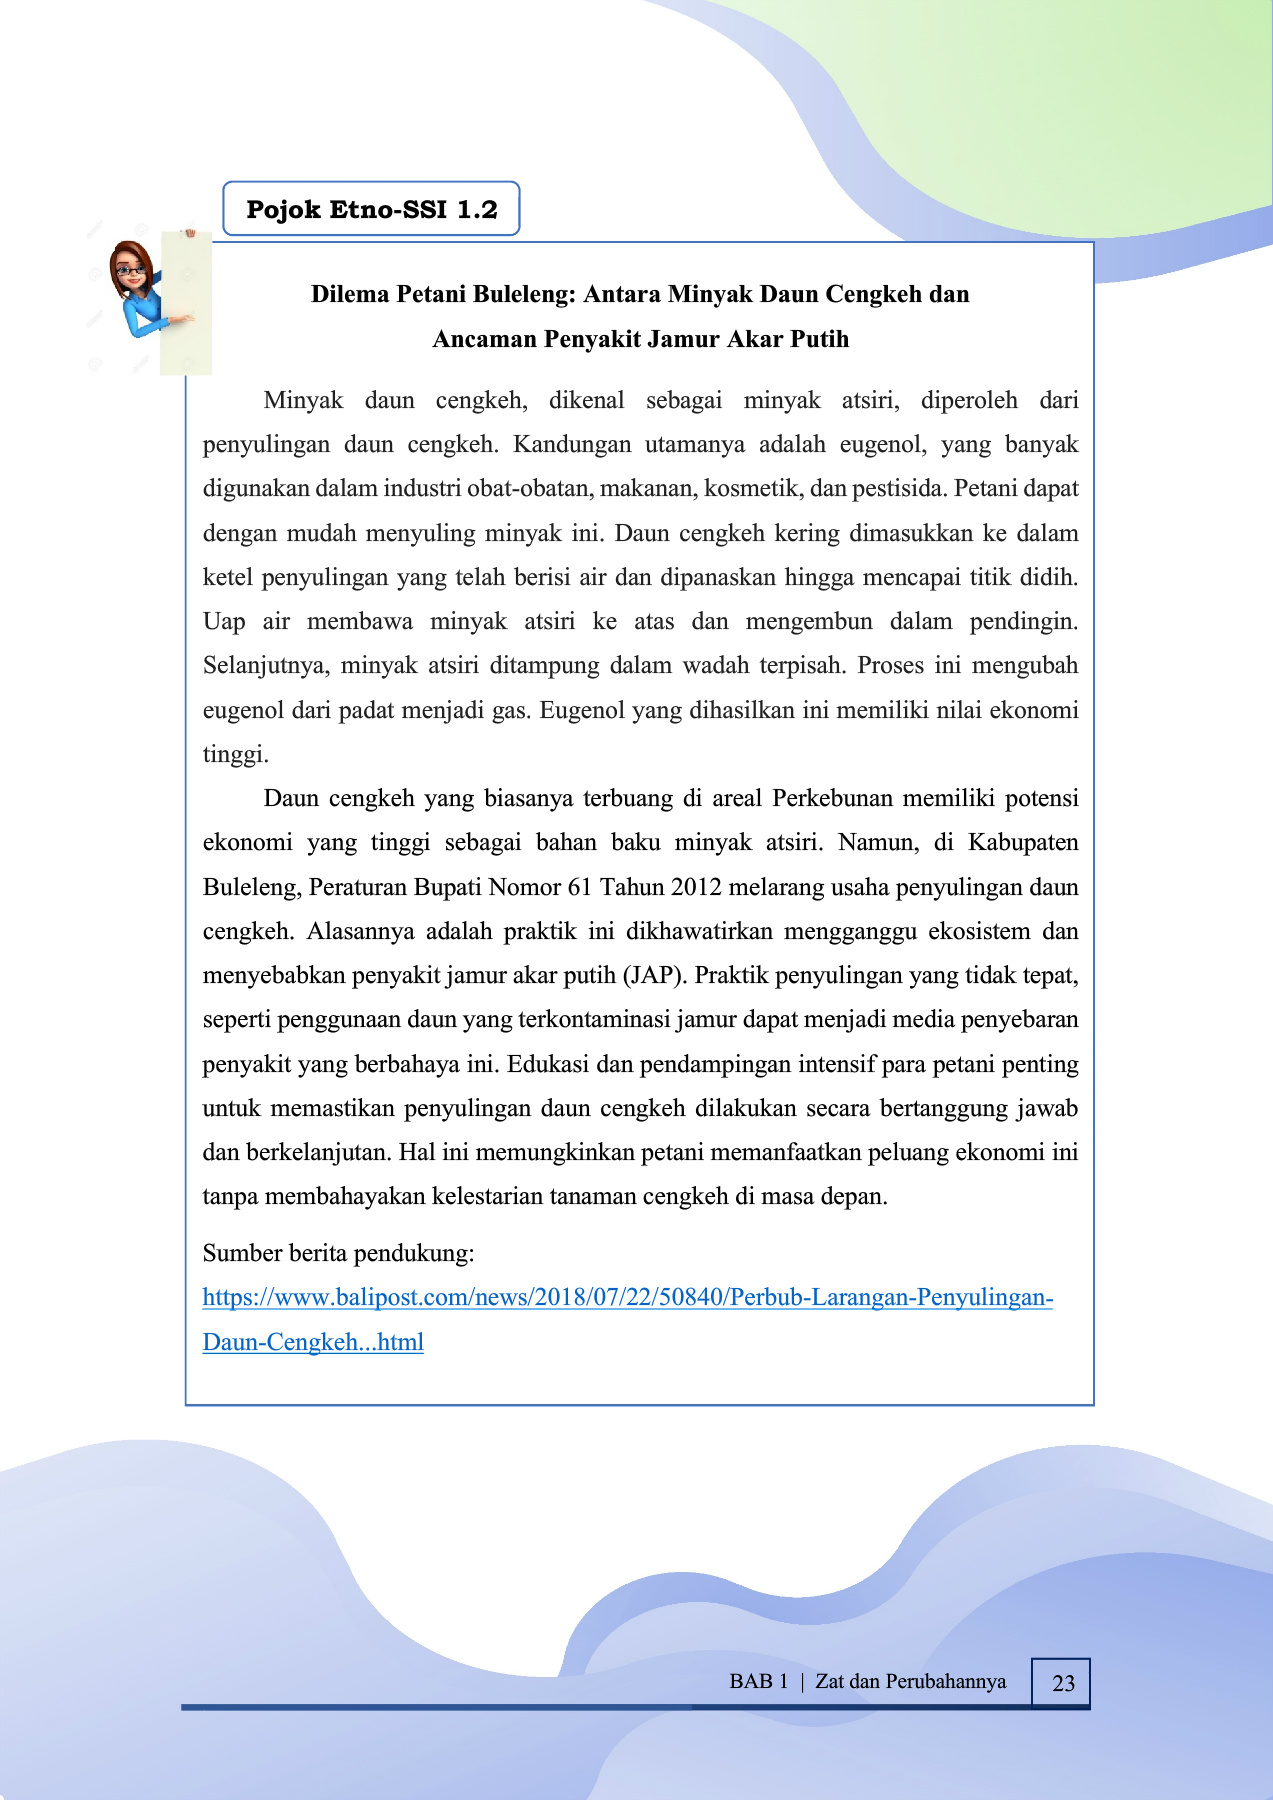 Pojok Etno-SSI 1.2
Dilema Petani Buleleng: Antara Minyak Daun Cengkeh dan
Ancaman Penyakit Jamur Akar Putih
Minyak daun cengkeh, dikenal sebagai minyak atsiri, diperoleh dari
penyulingan daun cengkeh. Kandungan utamanya adalah eugenol, yang banyak
digunakan dalam industri obat-obatan, makanan, kosmetik, dan pestisida. Petani dapat
dengan mudah menyuling minyak ini. Daun cengkeh kering dimasukkan ke dalam
ketel penyulingan yang telah berisi air dan dipanaskan hingga mencapai titik didih.
Uap air membawa minyak atsiri ke atas dan mengembun dalam pendingin.
Selanjutnya, minyak atsiri ditampung dalam wadah terpisah. Proses ini mengubah
eugenol dari padat menjadi gas. Eugenol yang dihasilkan ini memiliki nilai ekonomi
tinggi.
Daun cengkeh yang biasanya terbuang di areal Perkebunan memiliki potensi
ekonomi yang tinggi sebagai bahan baku minyak atsiri. Namun, di Kabupaten
Buleleng, Peraturan Bupati Nomor 61 Tahun 2012 melarang usaha penyulingan daun
cengkeh. Alasannya adalah praktik ini dikhawatirkan mengganggu ekosistem dan
menyebabkan penyakit jamur akar putih (JAP). Praktik penyulingan yang tidak tepat,
seperti penggunaan daun yang terkontaminasi jamur dapat menjadi media penyebaran
penyakit yang berbahaya ini. Edukasi dan pendampingan intensif para petani penting
untuk memastikan penyulingan daun cengkeh dilakukan secara bertanggung jawab
dan berkelanjutan. Hal ini memungkinkan petani memanfaatkan peluang ekonomi ini
tanpa membahayakan kelestarian tanaman cengkeh di masa depan.
Sumber berita pendukung:
https://www.balipost.com/news/2018/07/22/50840/Perbub-Larangan-Penyulingan-
Daun-Cengkeh...html
BAB 1 | Zat dan Perubahannya 23